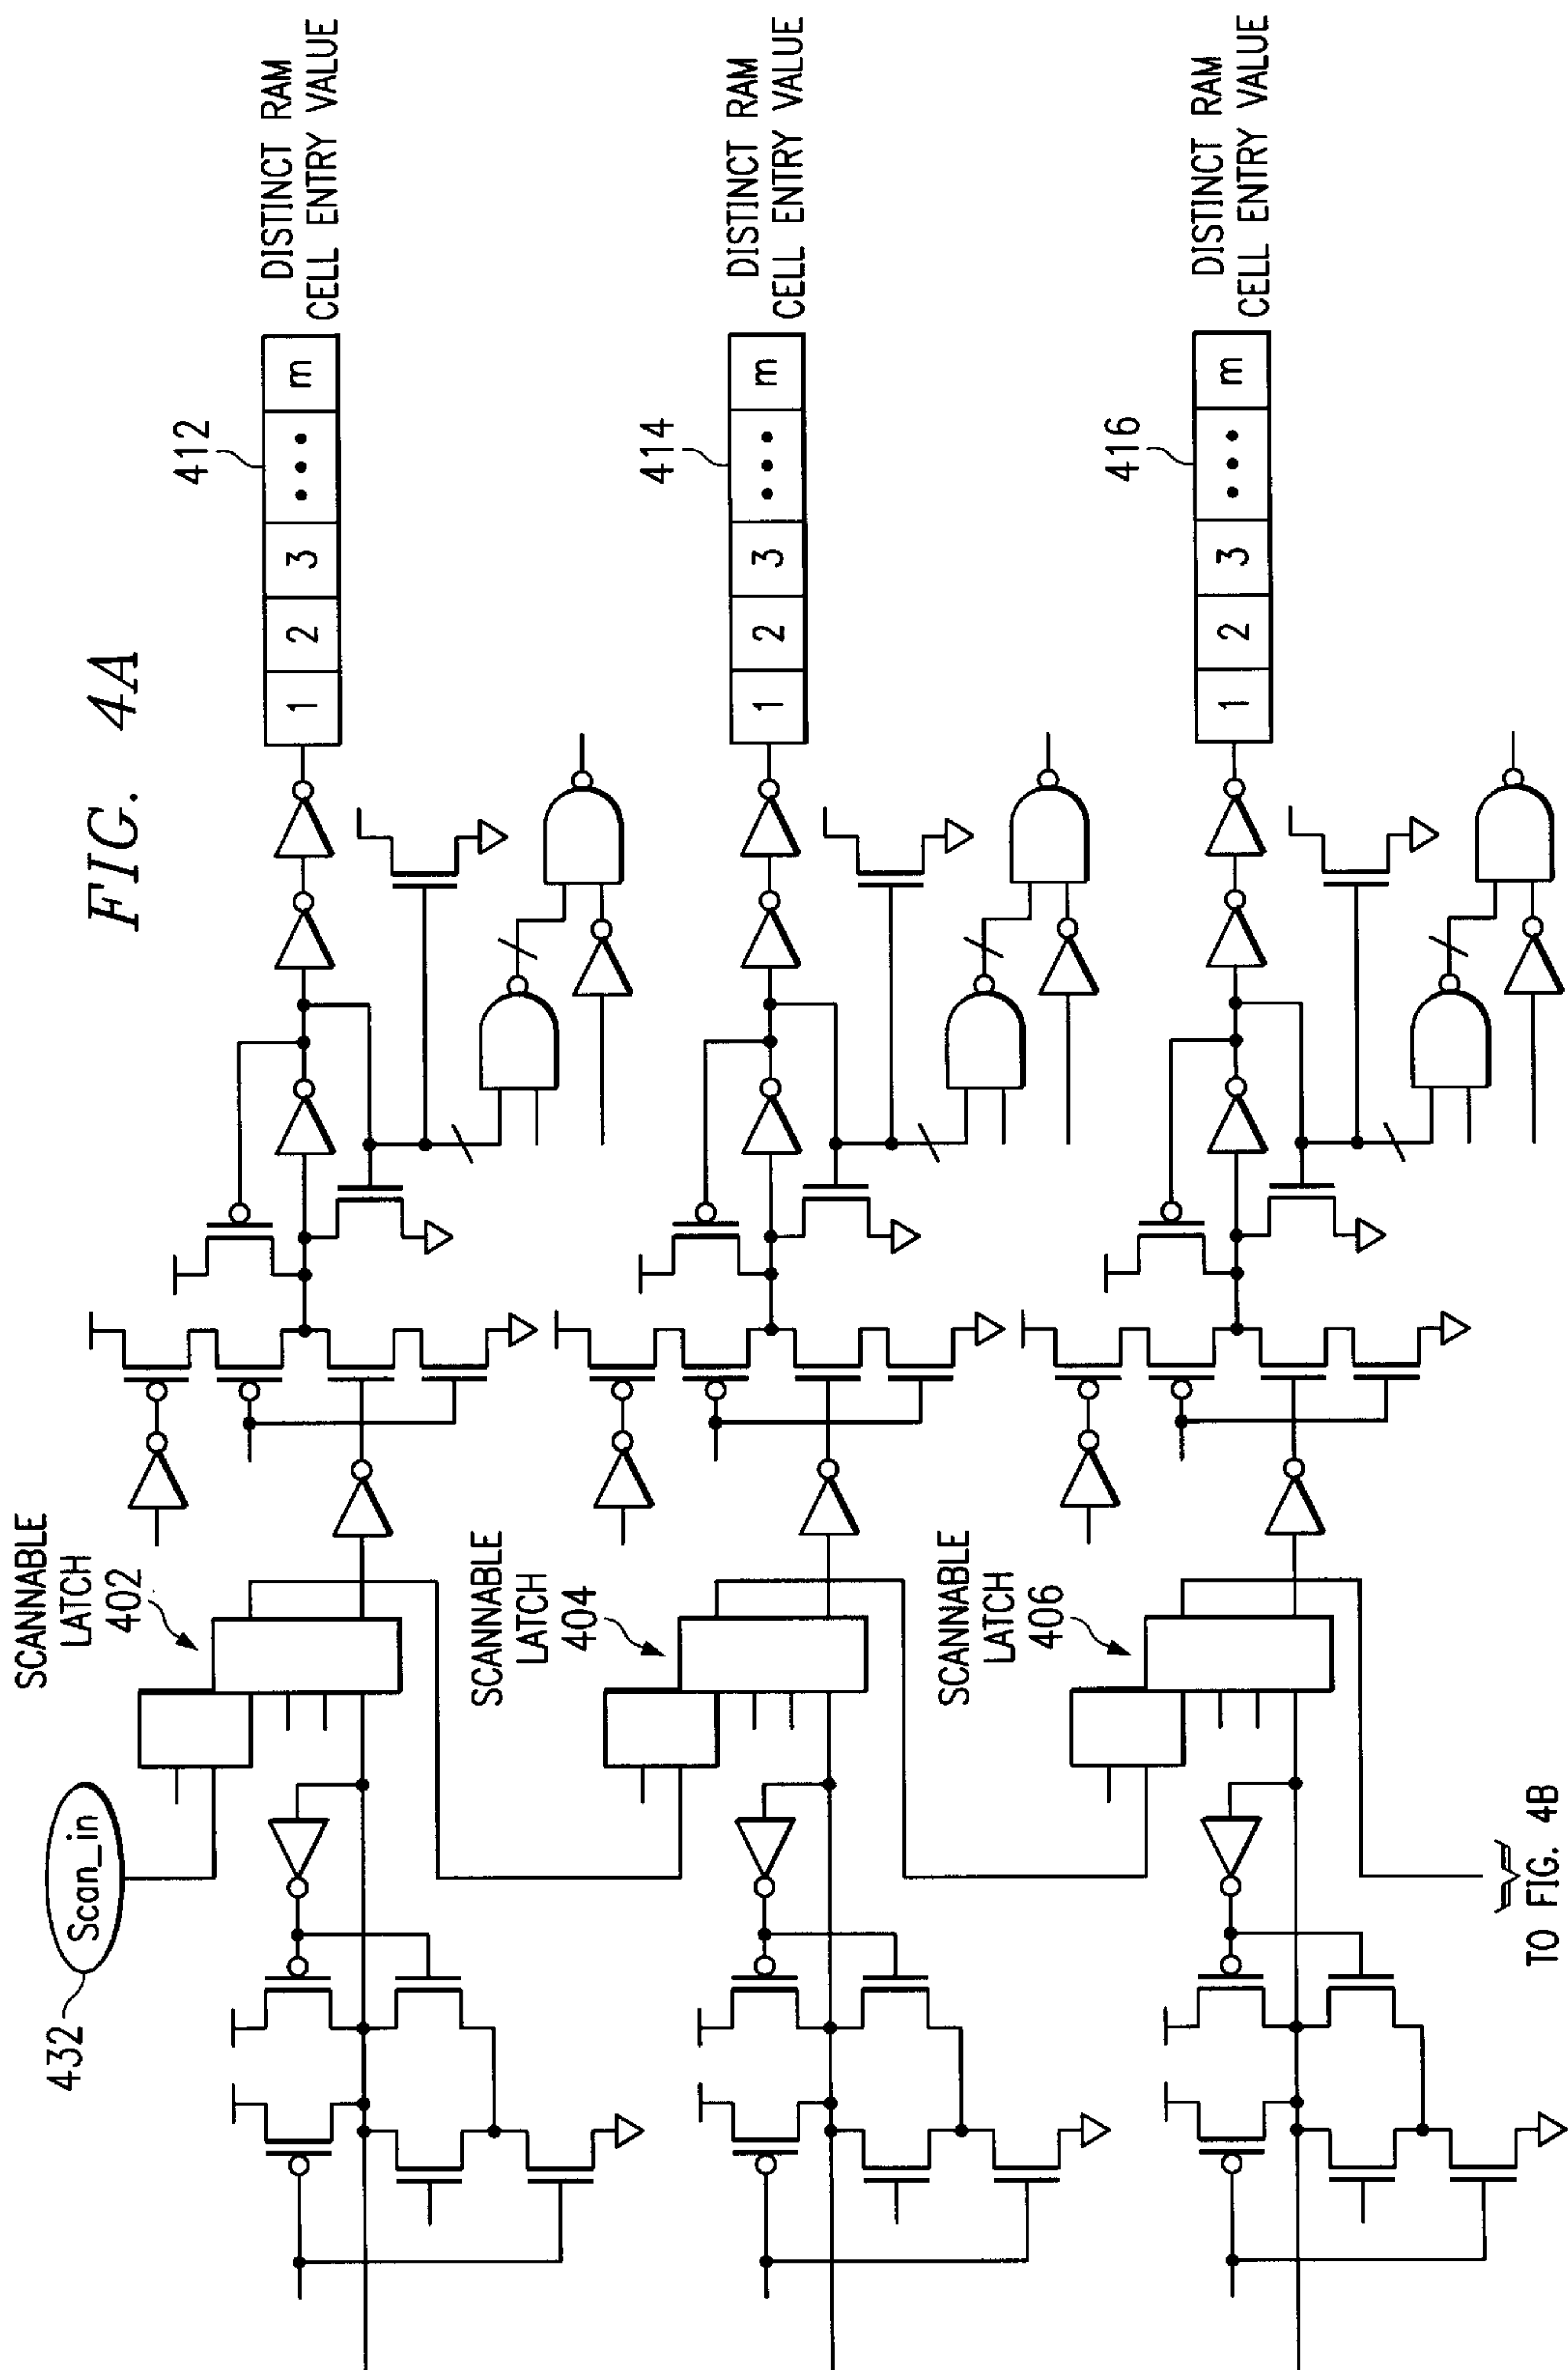 FIG. 4A
432
Scan_in
SCANNABLE
LATCH
402
412
1 2 3 ••• m
DISTINCT RAM
CELL ENTRY VALUE
SCANNABLE
LATCH
404
414
1 2 3 ••• m
DISTINCT RAM
CELL ENTRY VALUE
SCANNABLE
LATCH
406
416
1 2 3 ••• m
DISTINCT RAM
CELL ENTRY VALUE
TO FIG. 4B